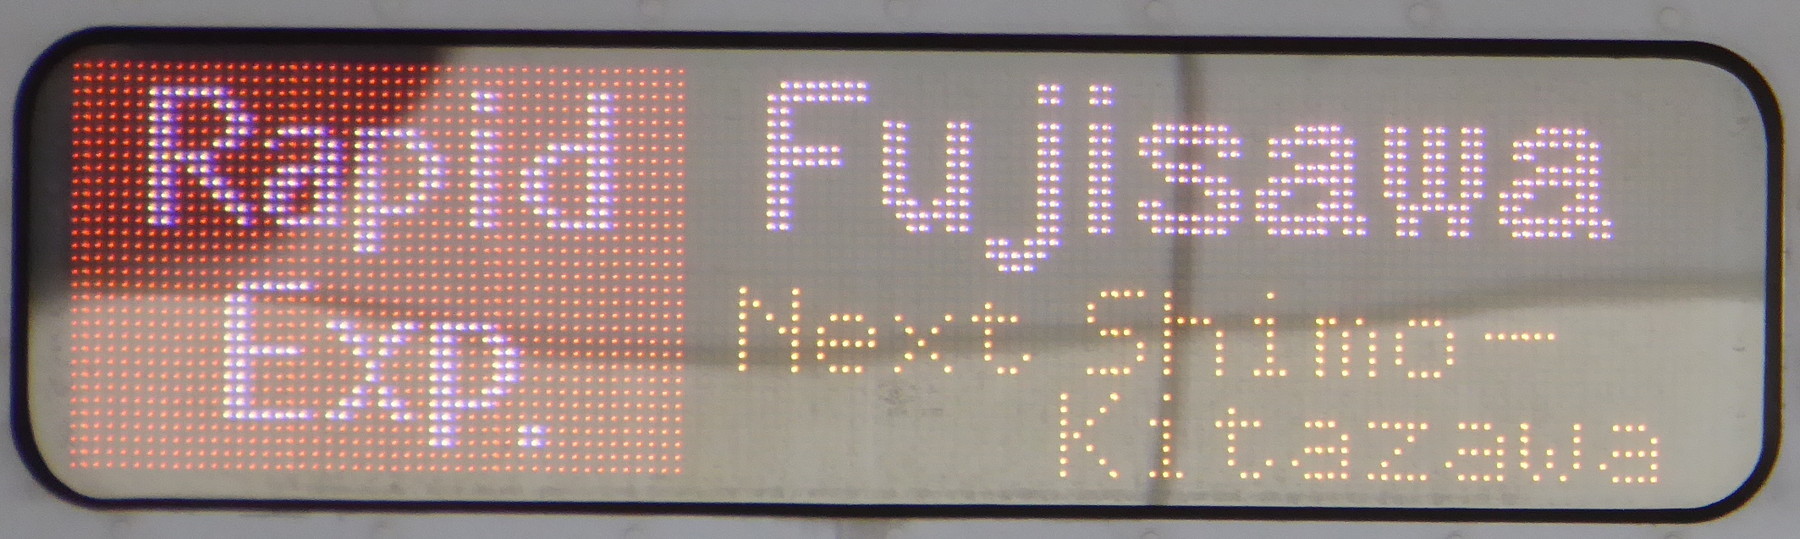 Rapid
Exp.
Fujisawa
Next Shimo-
Kitazawa